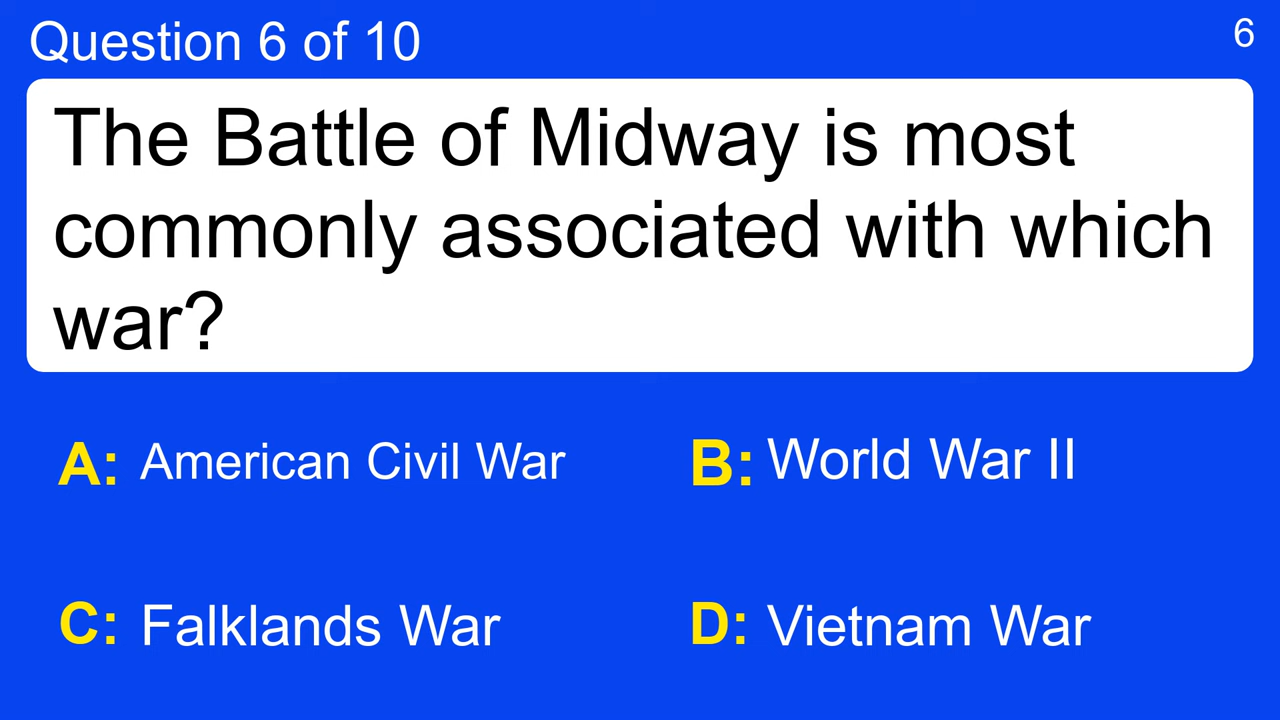 Question 6 of 10
6
The Battle of Midway is most
commonly associated with which
war?
A: American Civil War
B: World War II
C: Falklands War
D: Vietnam War